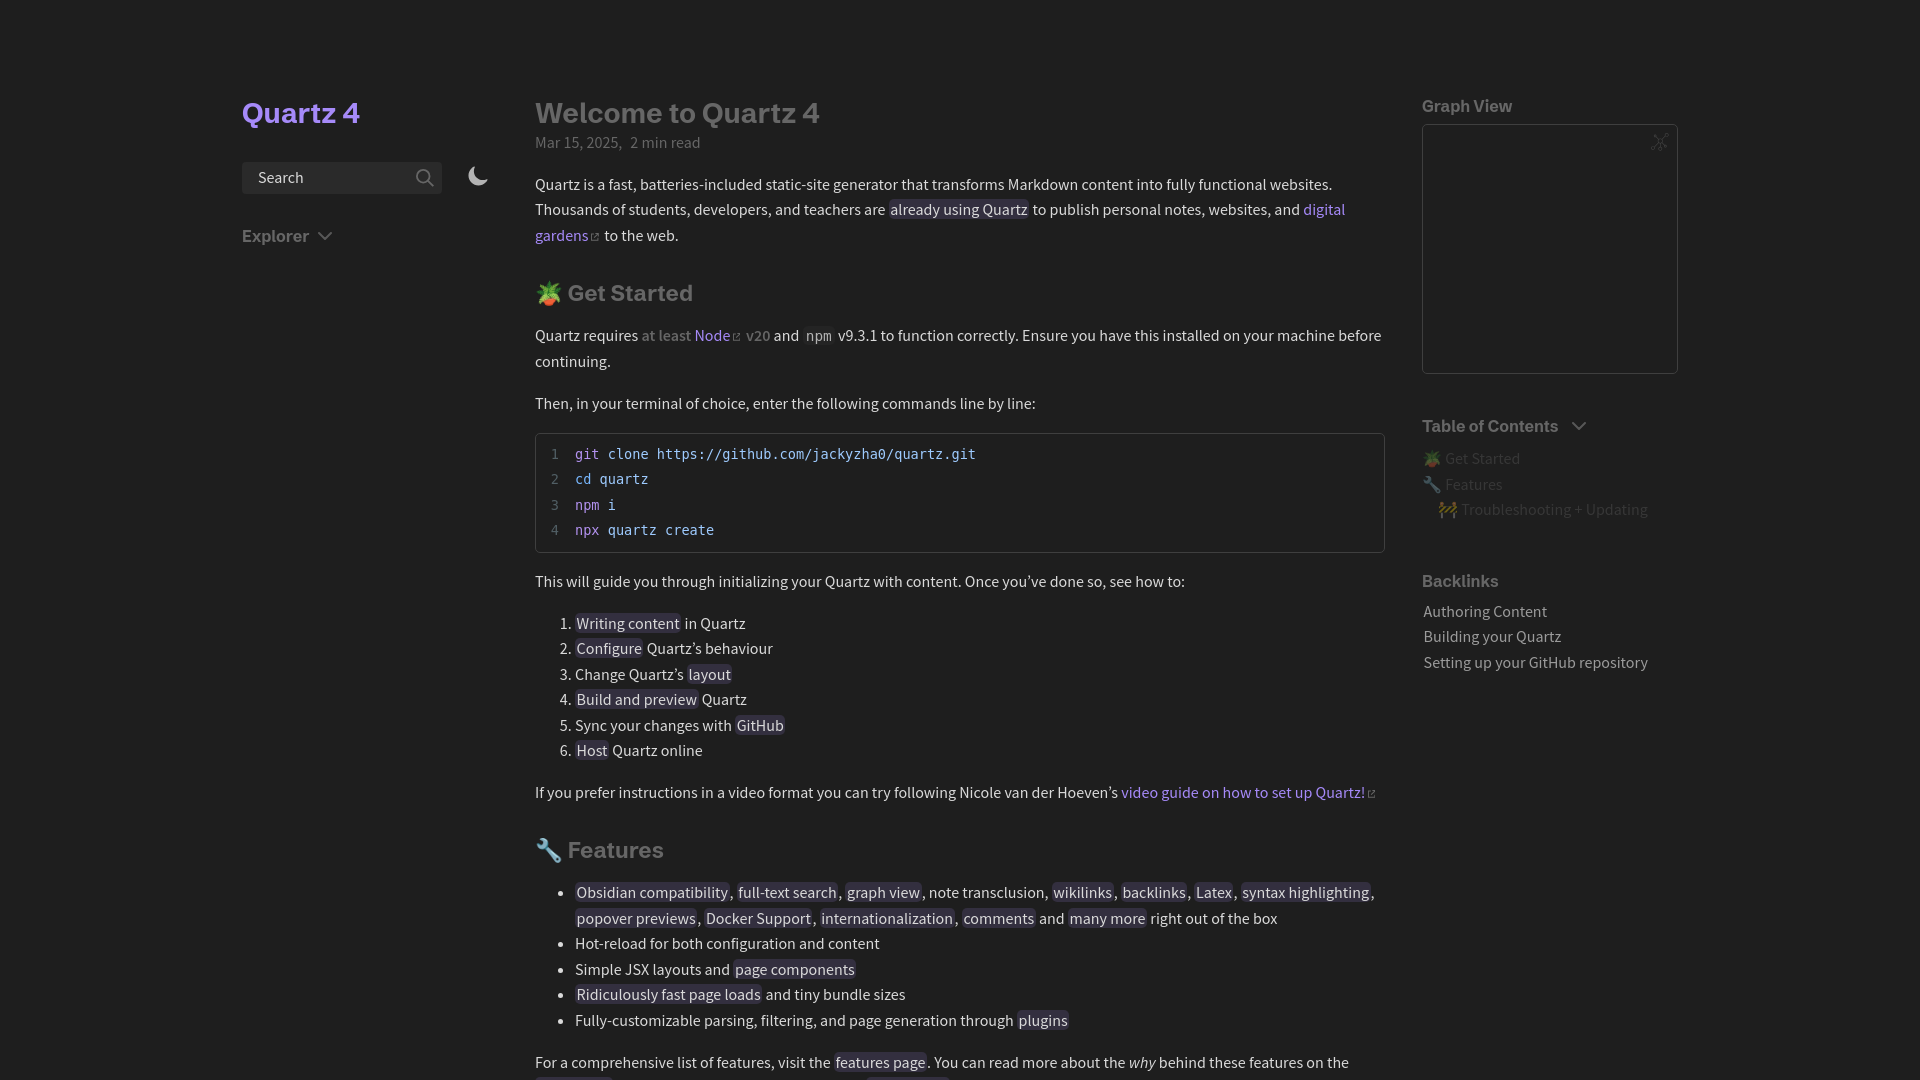 Quartz 4
Search
Explorer
Welcome to Quartz 4
Mar 15, 2025, 2 min read
Quartz is a fast, batteries-included static-site generator that transforms Markdown content into fully functional websites.
Thousands of students, developers, and teachers are already using Quartz to publish personal notes, websites, and digital
gardens to the web.
🪴 Get Started
Quartz requires at least Node v20 and npm v9.3.1 to function correctly. Ensure you have this installed on your machine before
continuing.
Then, in your terminal of choice, enter the following commands line by line:
1 git clone https://github.com/jackyzha0/quartz.git
2 cd quartz
3 npm i
4 npx quartz create
This will guide you through initializing your Quartz with content. Once you’ve done so, see how to:
1. Writing content in Quartz
2. Configure Quartz’s behaviour
3. Change Quartz’s layout
4. Build and preview Quartz
5. Sync your changes with GitHub
6. Host Quartz online
If you prefer instructions in a video format you can try following Nicole van der Hoeven’s video guide on how to set up Quartz!
🔧 Features
• Obsidian compatibility, full-text search, graph view, note transclusion, wikilinks, backlinks, Latex, syntax highlighting,
popover previews, Docker Support, internationalization, comments and many more right out of the box
• Hot-reload for both configuration and content
• Simple JSX layouts and page components
• Ridiculously fast page loads and tiny bundle sizes
• Fully-customizable parsing, filtering, and page generation through plugins
For a comprehensive list of features, visit the features page. You can read more about the why behind these features on the
Graph View
Table of Contents
🪴 Get Started
🔧 Features
🚧 Troubleshooting + Updating
Backlinks
Authoring Content
Building your Quartz
Setting up your GitHub repository